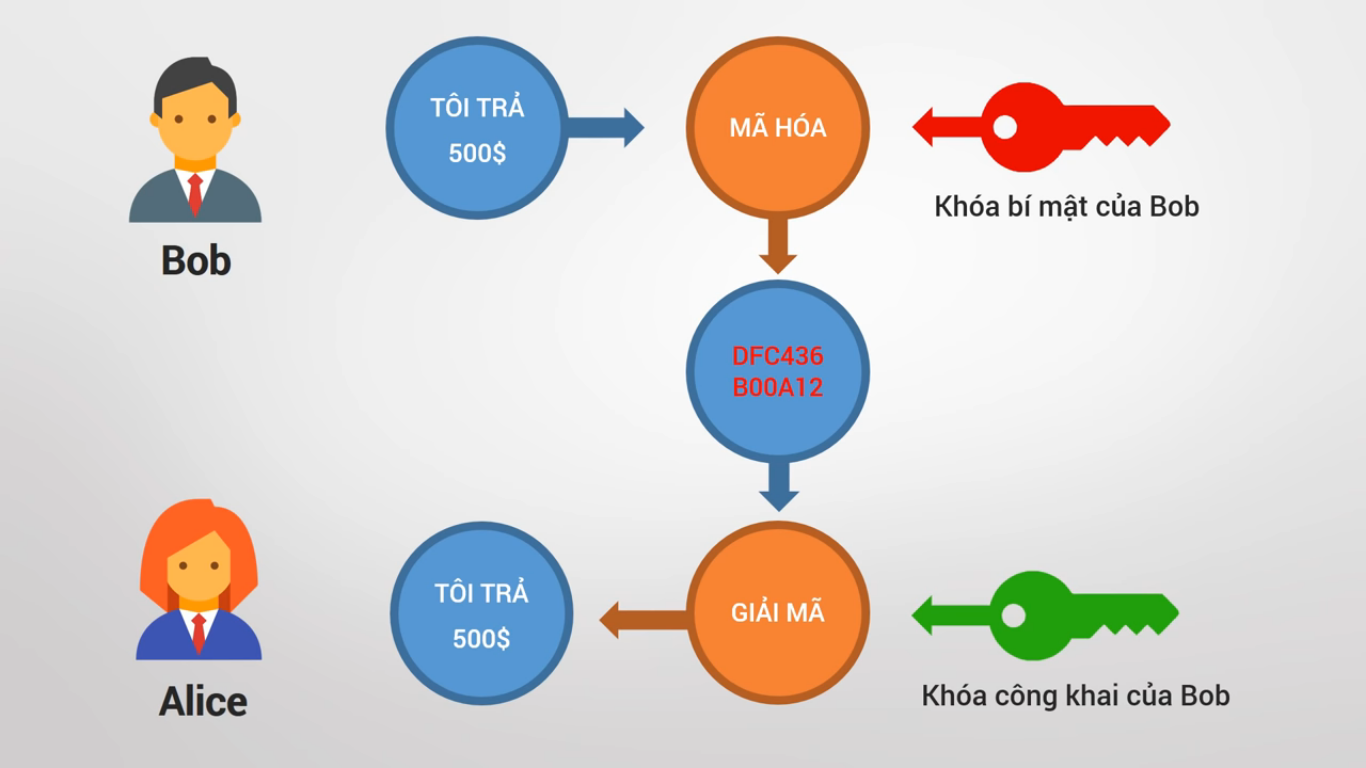 TÔI TRẢ
500$
MÃ HÓA
Khóa bí mật của Bob
Bob
DFC436
B00A12
TÔI TRẢ
500$
GIẢI MÃ
Khóa công khai của Bob
Alice